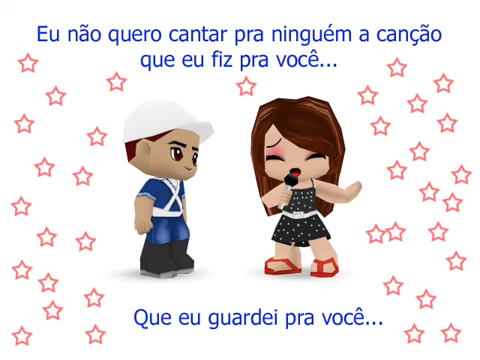 Eu não quero cantar pra ninguém a canção
que eu fiz pra você...
Que eu guardei pra você...